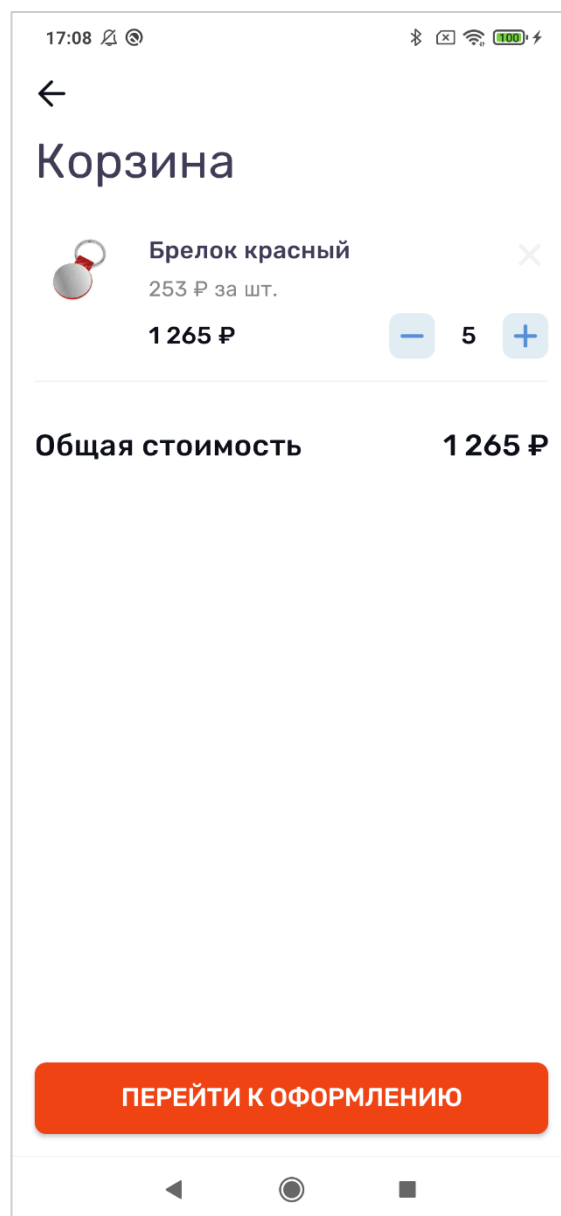 17:08 100
Корзина
Брелок красный
253 ₽ за шт.
1 265 ₽ 5
Общая стоимость 1 265 ₽
ПЕРЕЙТИ К ОФОРМЛЕНИЮ